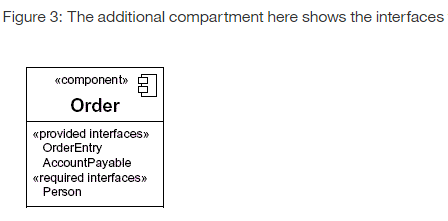 Figure 3: The additional compartment here shows the interfaces
«component»
Order
«provided interfaces»
OrderEntry
AccountPayable
«required interfaces»
Person